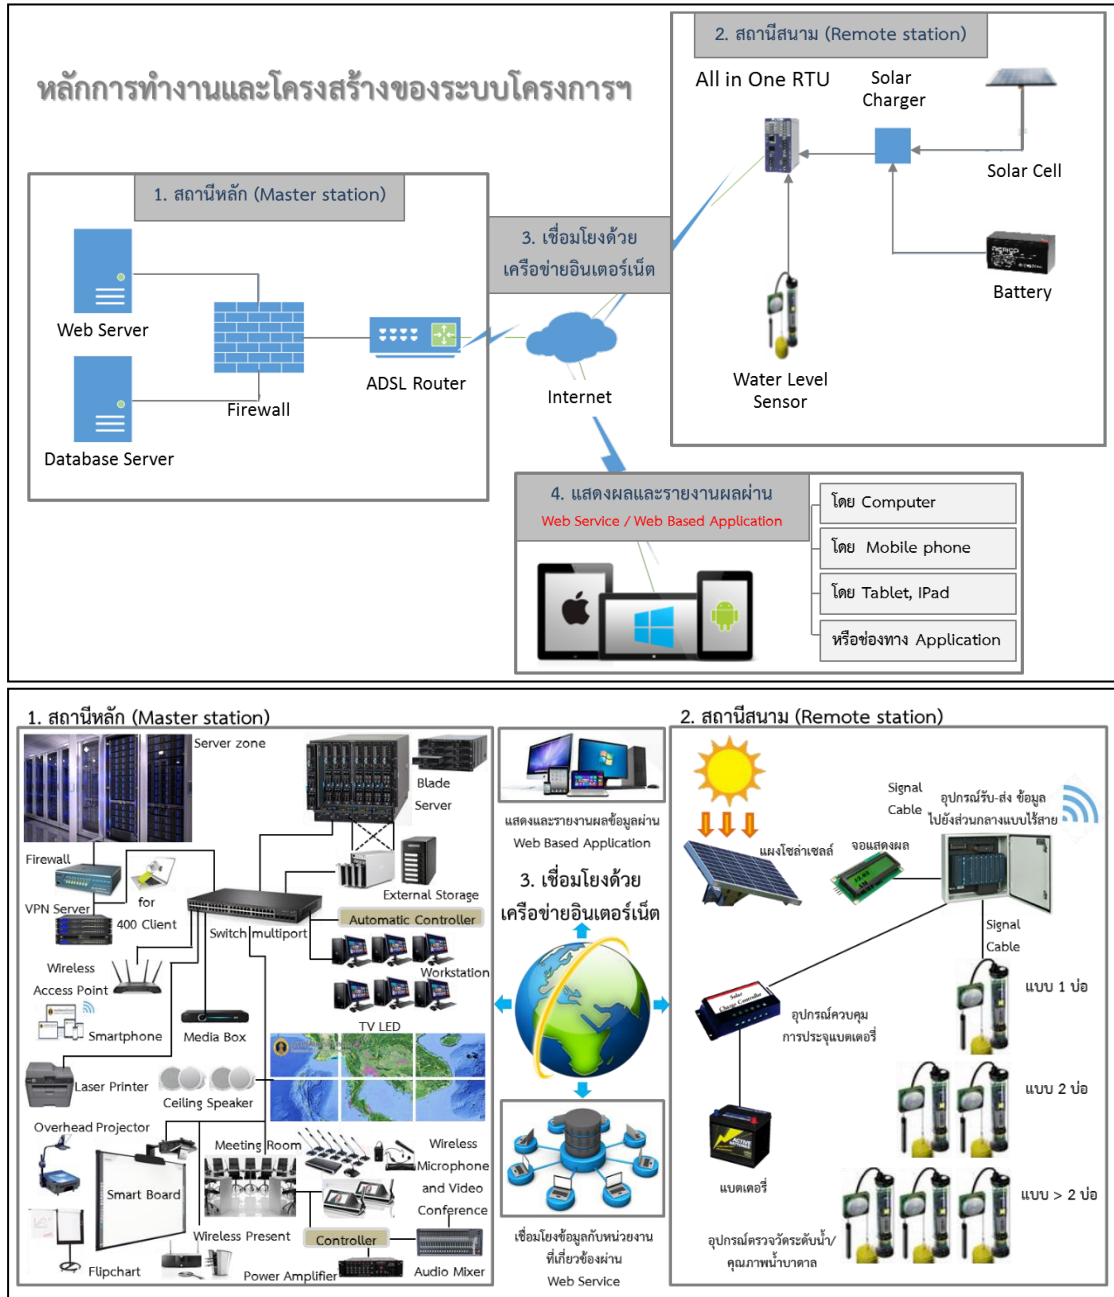 หลักการทำงานและโครงสร้างของระบบโครงการฯ
2. สถานีสนาม (Remote station)
All in One RTU
Solar
Charger
Solar Cell
Battery
Water Level
Sensor
1. สถานีหลัก (Master station)
Web Server
Database Server
Firewall
ADSL Router
3. เชื่อมโยงด้วย
เครือข่ายอินเตอร์เน็ต
Internet
4. แสดงผลและรายงานผลผ่าน
Web Service / Web Based Application
โดย Computer
โดย Mobile phone
โดย Tablet, IPad
หรือช่องทาง Application
1. สถานีหลัก (Master station)
Server zone
Blade
Server
Firewall
VPN Server
for
400 Client
External Storage
Switch multiport
Automatic Controller
Wireless
Access Point
Workstation
Smartphone
Media Box
TV LED
Laser Printer
Ceiling Speaker
Overhead Projector
Meeting Room
Wireless
Microphone
and Video
Conference
Smart Board
Wireless Present
Controller
Flipchart
Power Amplifier
Audio Mixer
แสดงและรายงานผลข้อมูลผ่าน
Web Based Application
3. เชื่อมโยงด้วย
เครือข่ายอินเตอร์เน็ต
เชื่อมโยงข้อมูลกับหน่วยงาน
ที่เกี่ยวข้องผ่าน
Web Service
2. สถานีสนาม (Remote station)
Signal
Cable
อุปกรณ์รับ-ส่ง ข้อมูล
ไปยังส่วนกลางแบบไร้สาย
แผงโซล่าเซลล์
จอแสดงผล
Signal
Cable
Solar
Charge Controller
อุปกรณ์ควบคุม
การประจุแบตเตอรี่
แบบ 1 บ่อ
แบบ 2 บ่อ
แบตเตอรี่
แบบ > 2 บ่อ
อุปกรณ์ตรวจวัดระดับน้ำ/
คุณภาพน้ำบาดาล